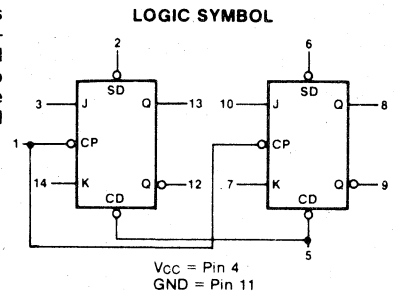 LOGIC SYMBOL
2 6
SD SD
3 J Q 13 10 J Q 8
1 CP CP
14 K Q 12 7 K Q 9
CD CD
5
VCC = Pin 4
GND = Pin 11